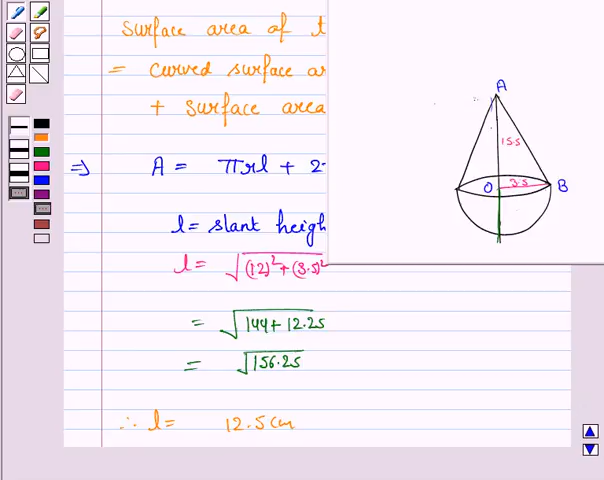 surface area of t
= curved surface ar
+ surface area
⇒ A = πrl + 2
l = slant heigh
l = √(12)² + (3.5)²
= √144 + 12.25
= √156.25
∴ l = 12.5 cm
A
15.5
O 3.5 B